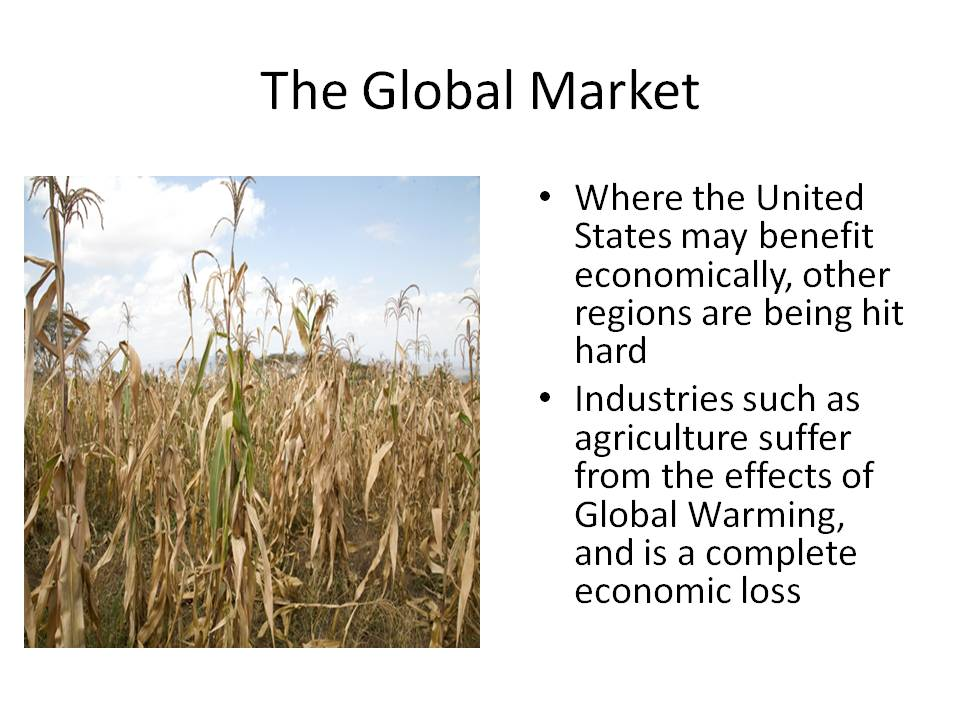 The Global Market
• Where the United
States may benefit
economically, other
regions are being hit
hard
• Industries such as
agriculture suffer
from the effects of
Global Warming,
and is a complete
economic loss